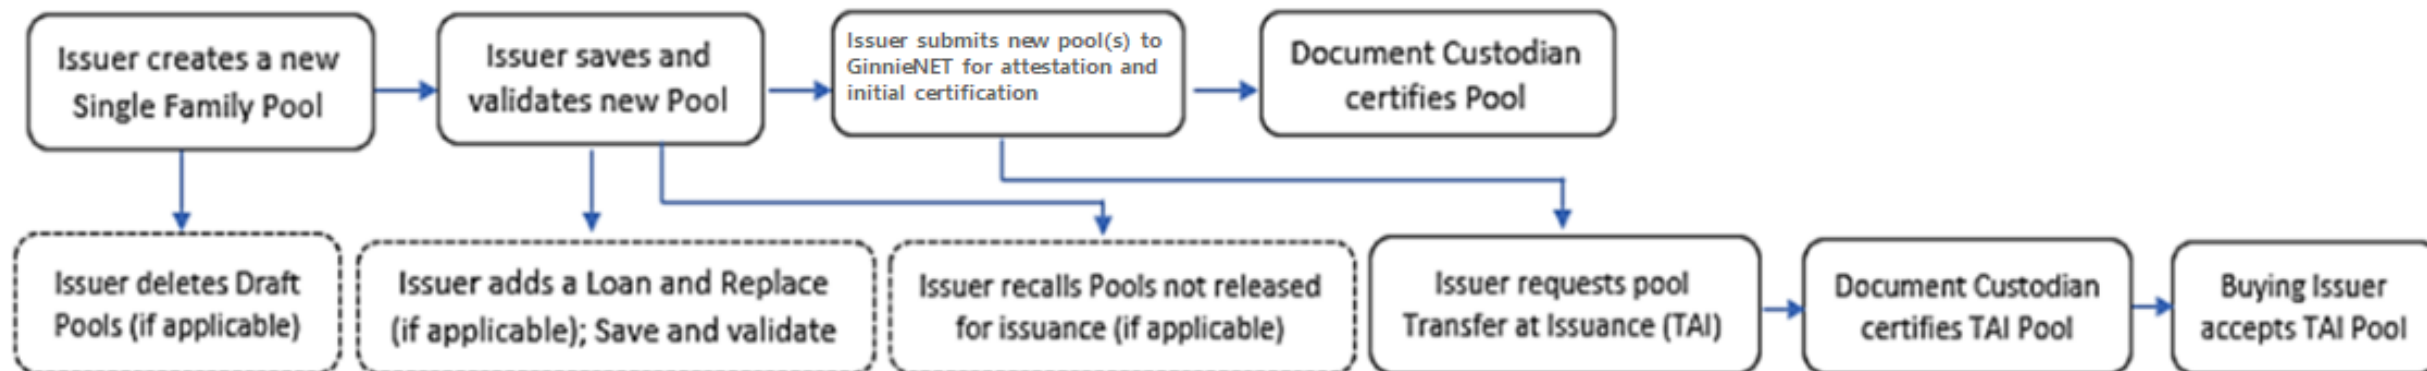 Issuer creates a new
Single Family Pool
Issuer saves and
validates new Pool
Issuer submits new pool(s) to
GinnieNET for attestation and
initial certification
Document Custodian
certifies Pool
Issuer deletes Draft
Pools (if applicable)
Issuer adds a Loan and Replace
(if applicable); Save and validate
Issuer recalls Pools not released
for issuance (if applicable)
Issuer requests pool
Transfer at Issuance (TAI)
Document Custodian
certifies TAI Pool
Buying Issuer
accepts TAI Pool